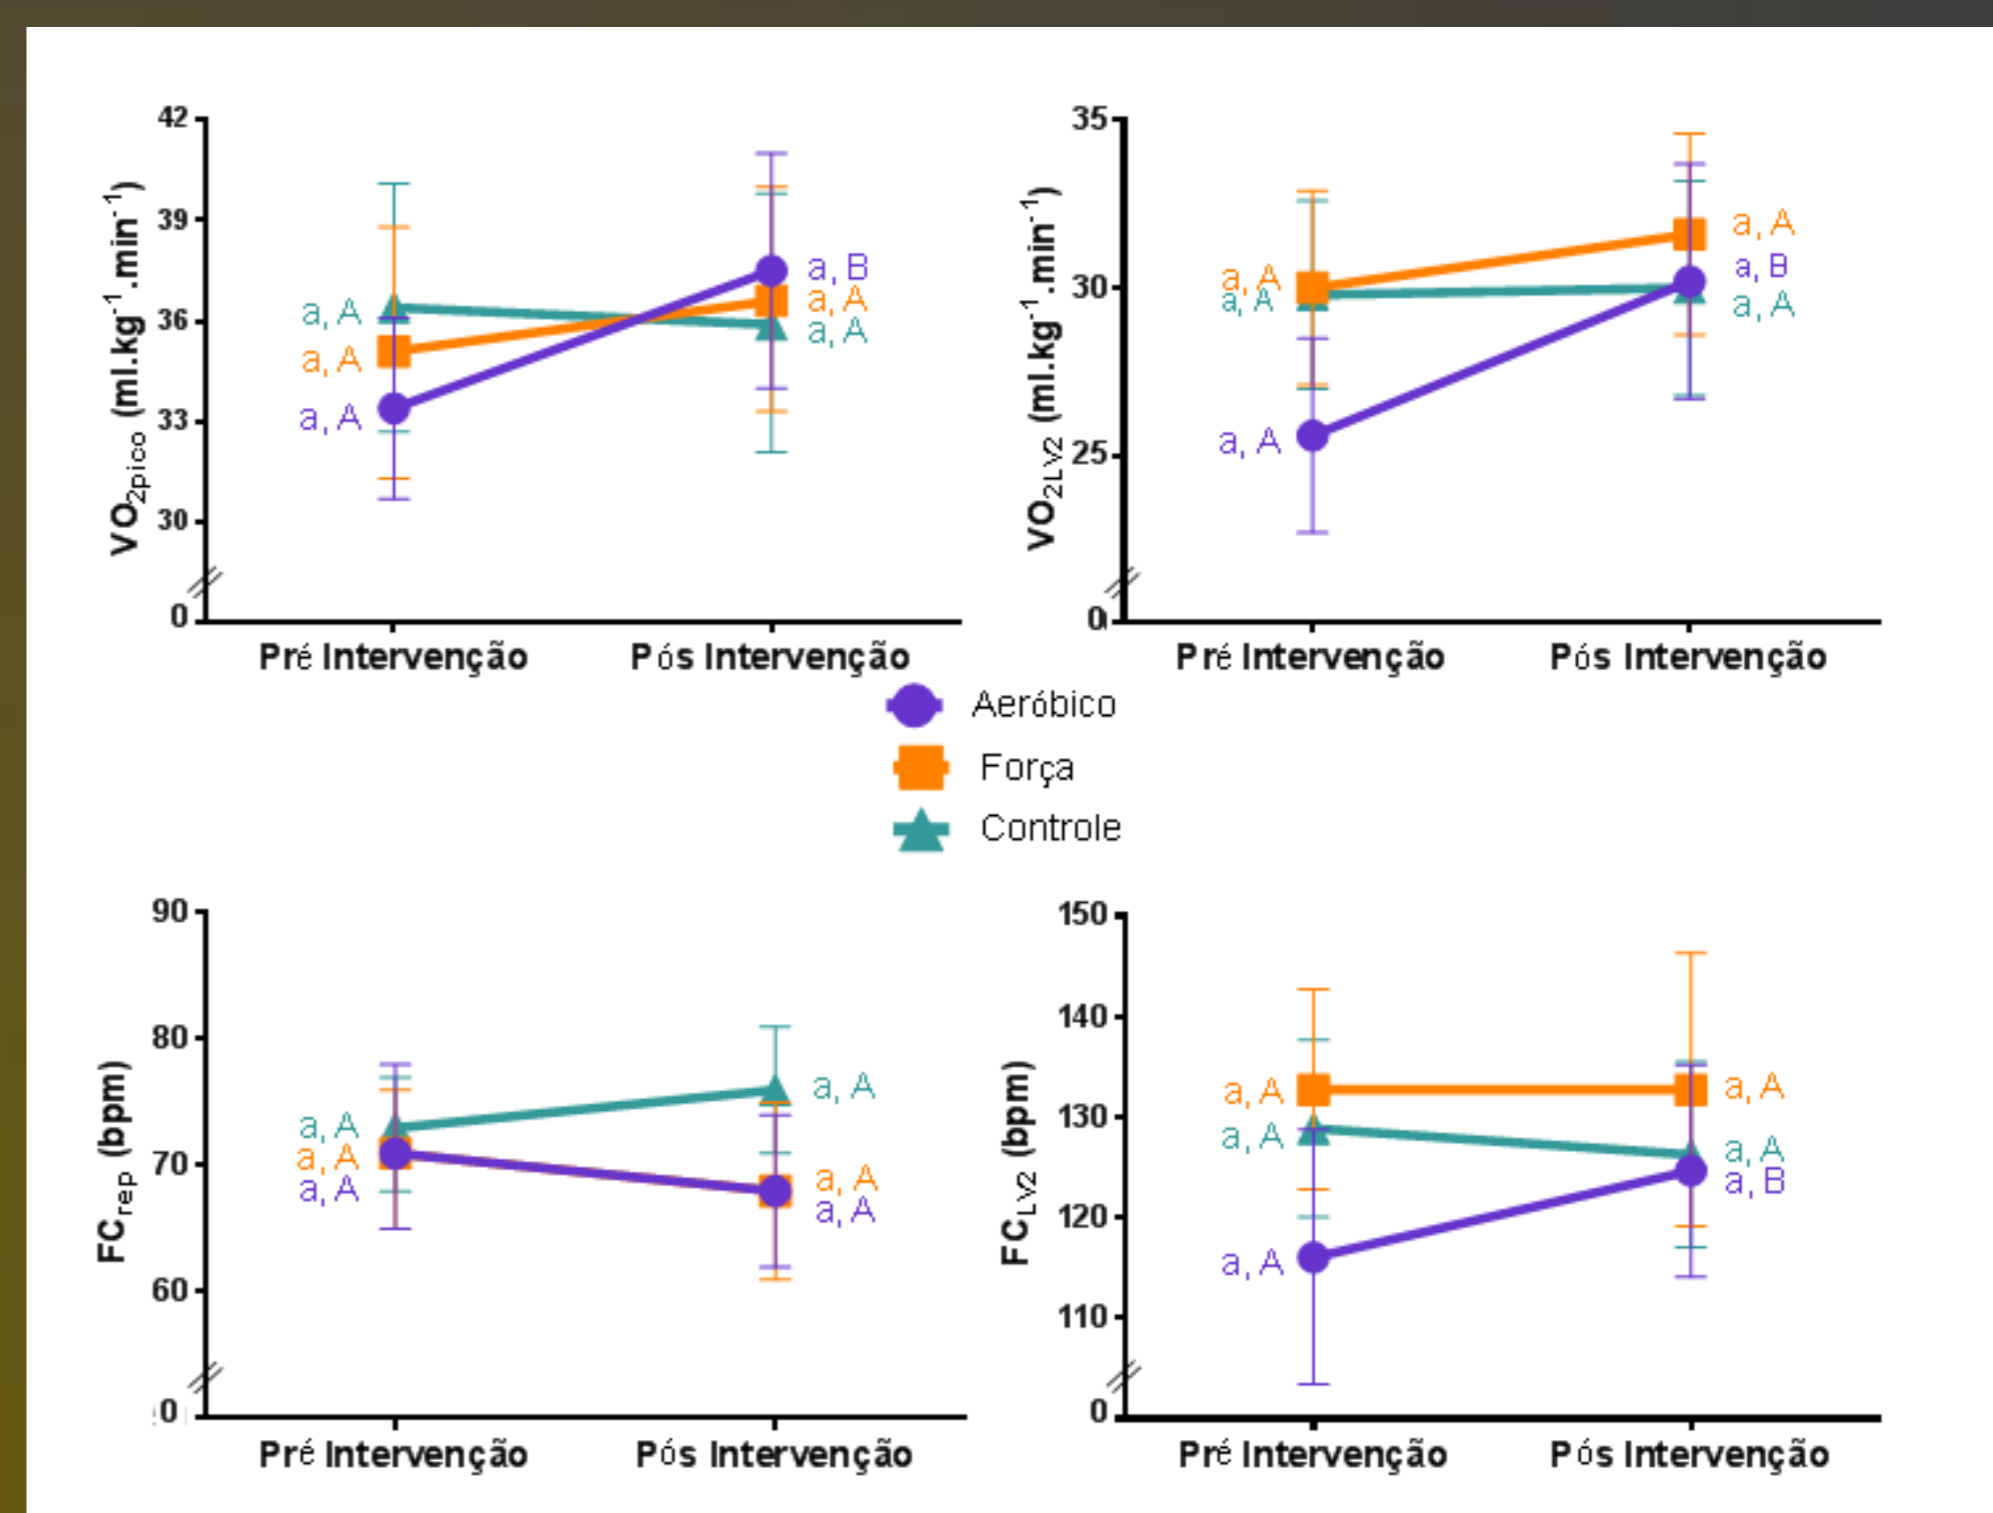 42
39
36
33
30
0
VO2pico (ml.kg-1.min-1)
a, A
a, A
a, A
a, B
a, A
a, A
Pré Intervenção
Pós Intervenção
35
30
25
0
VO2LV2 (ml.kg-1.min-1)
a, A
a, A
a, A
a, A
a, B
a, A
Pré Intervenção
Pós Intervenção
Aeróbico
Força
Controle
90
80
70
60
0
FCrep (bpm)
a, A
a, A
a, A
a, A
a, A
a, A
Pré Intervenção
Pós Intervenção
150
140
130
120
110
0
FCLV2 (bpm)
a, A
a, A
a, A
a, A
a, A
a, B
Pré Intervenção
Pós Intervenção